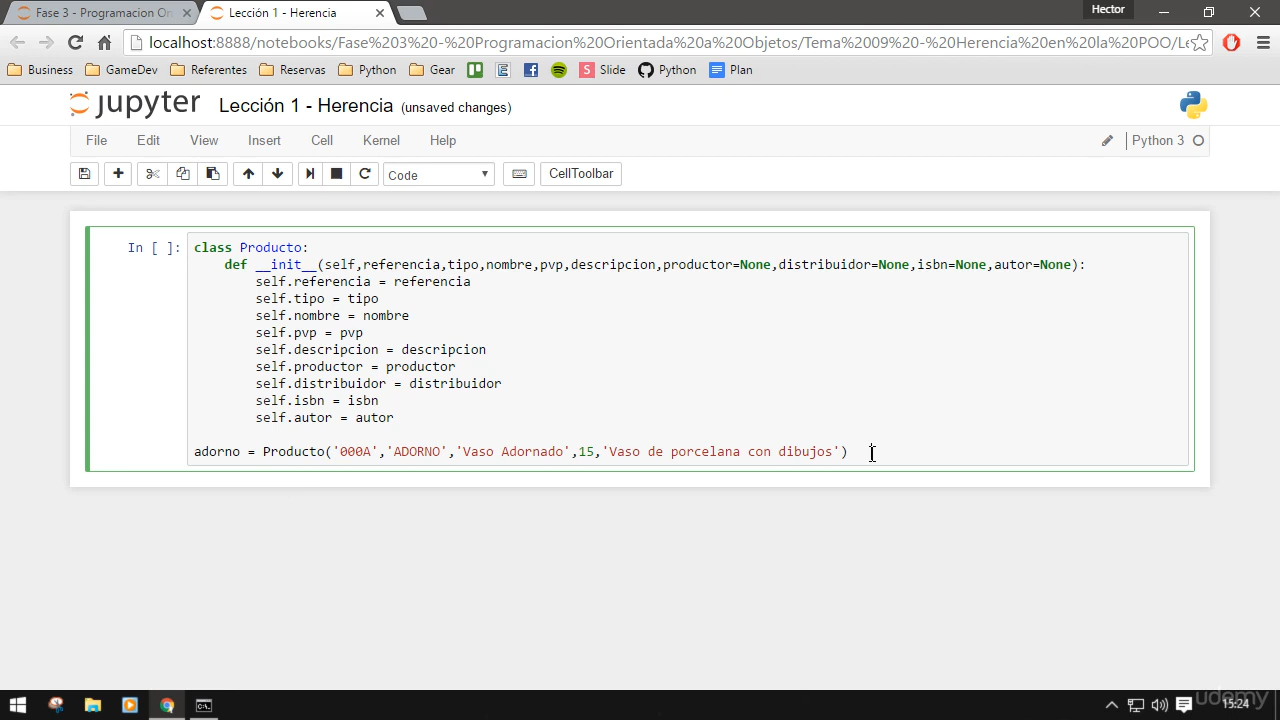 Fase 3 - Programacion On
Lección 1 - Herencia
Hector
localhost:8888/notebooks/Fase%203%20-%20Programacion%20Orientada%20a%20Objetos/Tema%2009%20-%20Herencia%20en%20la%20POO/Le
Business GameDev Referentes Reservas Python Gear Slide Python Plan
jupyter Lección 1 - Herencia (unsaved changes)
File Edit View Insert Cell Kernel Help Python 3
Code CellToolbar
In [ ]: class Producto:
def __init__(self,referencia,tipo,nombre,pvp,descripcion,productor=None,distribuidor=None,isbn=None,autor=None):
self.referencia = referencia
self.tipo = tipo
self.nombre = nombre
self.pvp = pvp
self.descripcion = descripcion
self.productor = productor
self.distribuidor = distribuidor
self.isbn = isbn
self.autor = autor
adorno = Producto('000A','ADORNO','Vaso Adornado',15,'Vaso de porcelana con dibujos')
udemy
15:24